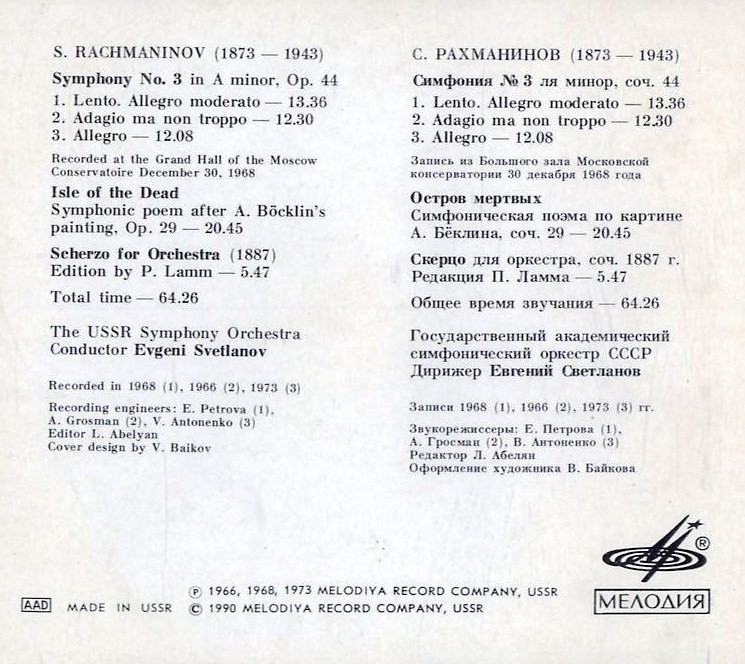 S. RACHMANINOV (1873 — 1943)
Symphony No. 3 in A minor, Op. 44
1. Lento. Allegro moderato — 13.36
2. Adagio ma non troppo — 12.30
3. Allegro — 12.08
Recorded at the Grand Hall of the Moscow
Conservatoire December 30, 1968
Isle of the Dead
Symphonic poem after A. Böcklin's
painting, Op. 29 — 20.45
Scherzo for Orchestra (1887)
Edition by P. Lamm — 5.47
Total time — 64.26
The USSR Symphony Orchestra
Conductor Evgeni Svetlanov
Recorded in 1968 (1), 1966 (2), 1973 (3)
Recording engineers: E. Petrova (1),
A. Grosman (2), V. Antonenko (3)
Editor L. Abelyan
Cover design by V. Baikov
С. РАХМАНИНОВ (1873 — 1943)
Симфония № 3 ля минор, соч. 44
1. Lento. Allegro moderato — 13.36
2. Adagio ma non troppo — 12.30
3. Allegro — 12.08
Запись из Большого зала Московской
консерватории 30 декабря 1968 года
Остров мертвых
Симфоническая поэма по картине
А. Бёклина, соч. 29 — 20.45
Скерцо для оркестра, соч. 1887 г.
Редакция П. Ламма — 5.47
Общее время звучания — 64.26
Государственный академический
симфонический оркестр СССР
Дирижер Евгений Светланов
Записи 1968 (1), 1966 (2), 1973 (3) гг.
Звукорежиссеры: Е. Петрова (1),
А. Гросман (2), В. Антоненко (3)
Редактор Л. Абелян
Оформление художника В. Байкова
®
МЕЛОДИЯ
AAD MADE IN USSR
℗ 1966, 1968, 1973 MELODIYA RECORD COMPANY, USSR
© 1990 MELODIYA RECORD COMPANY, USSR